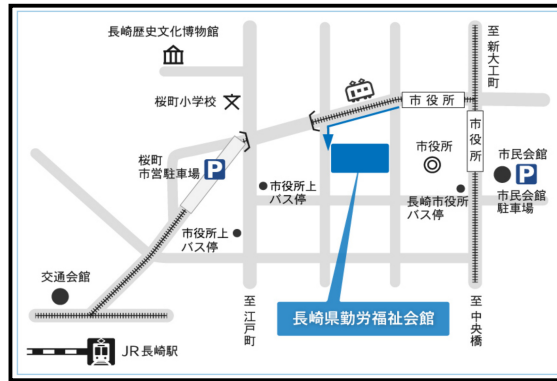 長崎歴史文化博物館
至
新
大
工
町
桜町小学校
文
市役所
桜町
市営駐車場
P
市役所
市役所
市民会館
P
市民会館
駐車場
市役所上
バス停
長崎市役所
バス停
市役所上
バス停
交通会館
至
江
戸
町
長崎県勤労福祉会館
至
中
央
橋
JR長崎駅